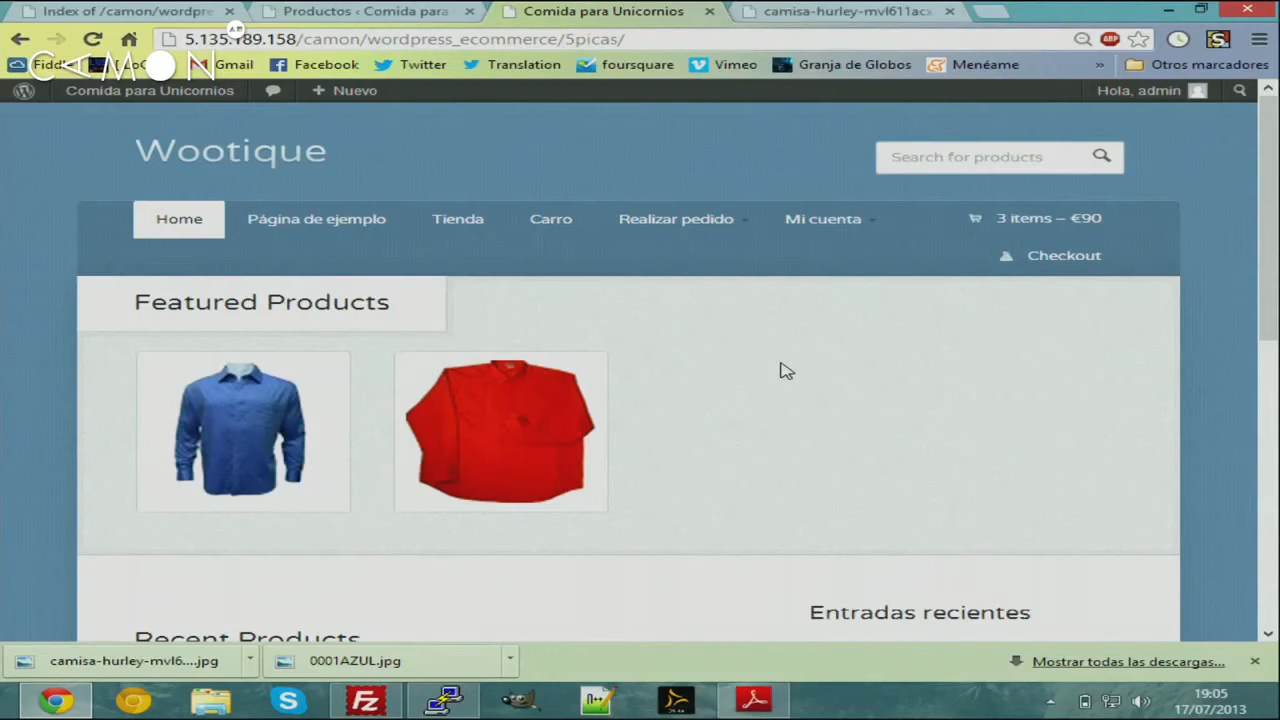 Index of /camon/wordpre
Productos ‹ Comida para
Comida para Unicornios
camisa-hurley-mvl611acx
5.135.189.158/camon/wordpress_ecommerce/5picas/
CAMON
Gmail
Facebook
Twitter
Translation
foursquare
Vimeo
Granja de Globos
Menéame
»
Otros marcadores
Comida para Unicornios
+ Nuevo
Hola, admin
Wootique
Search for products
Home
Página de ejemplo
Tienda
Carro
Realizar pedido
Mi cuenta
3 items – €90
Checkout
Featured Products
Entradas recientes
Recent Products
camisa-hurley-mvl6....jpg
0001AZUL.jpg
Mostrar todas las descargas...
19:05
17/07/2013